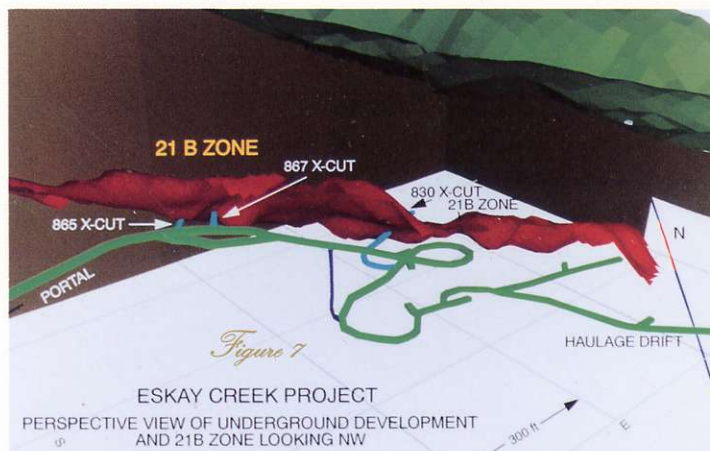 21 B ZONE
867 X-CUT
830 X-CUT
21B ZONE
865 X-CUT
N
PORTAL
HAULAGE DRIFT
Figure 7
ESKAY CREEK PROJECT
PERSPECTIVE VIEW OF UNDERGROUND DEVELOPMENT
AND 21B ZONE LOOKING NW
300 ft
S
E